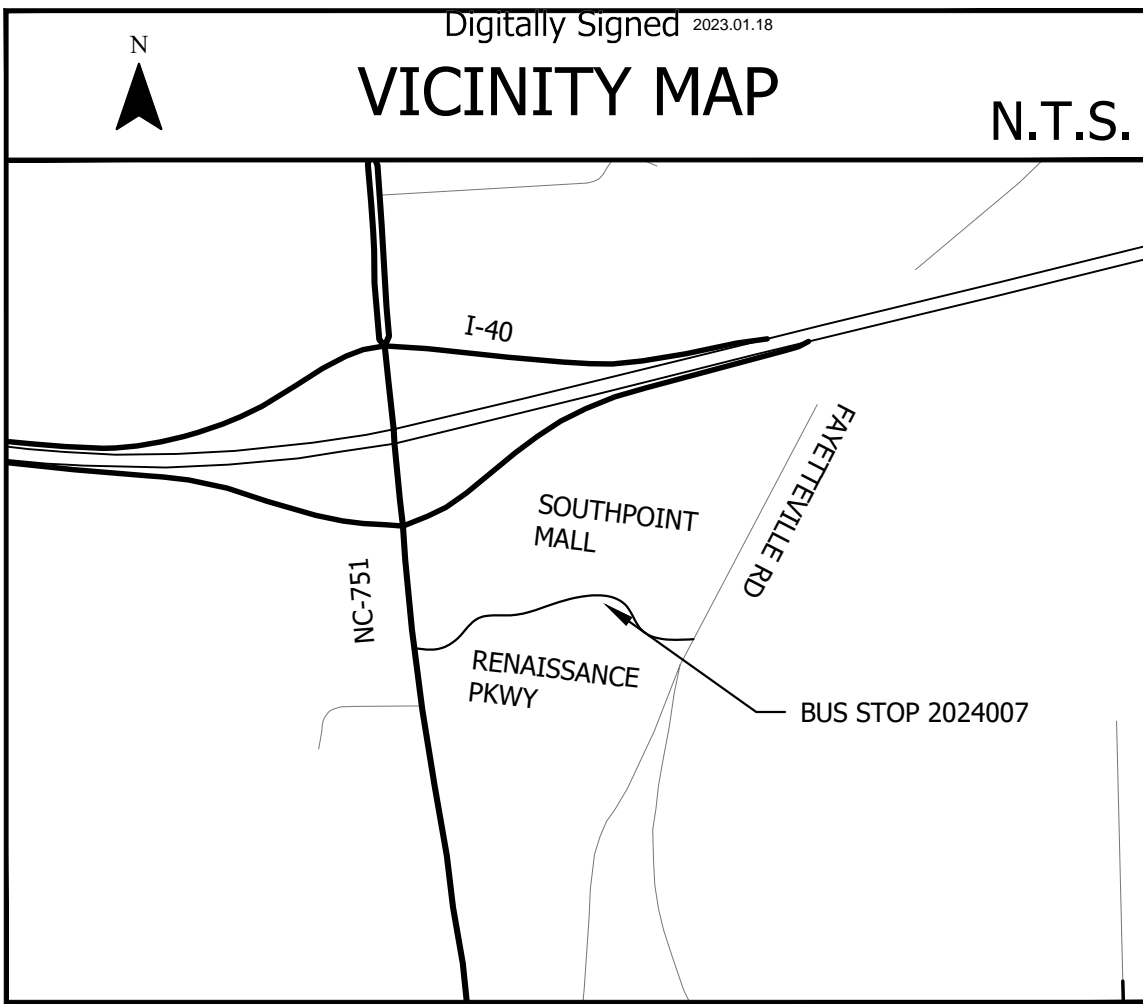 Digitally Signed 2023.01.18
N
VICINITY MAP
N.T.S.
I-40
FAYETTEVILLE RD
SOUTHPOINT
MALL
NC-751
RENAISSANCE
PKWY
BUS STOP 2024007